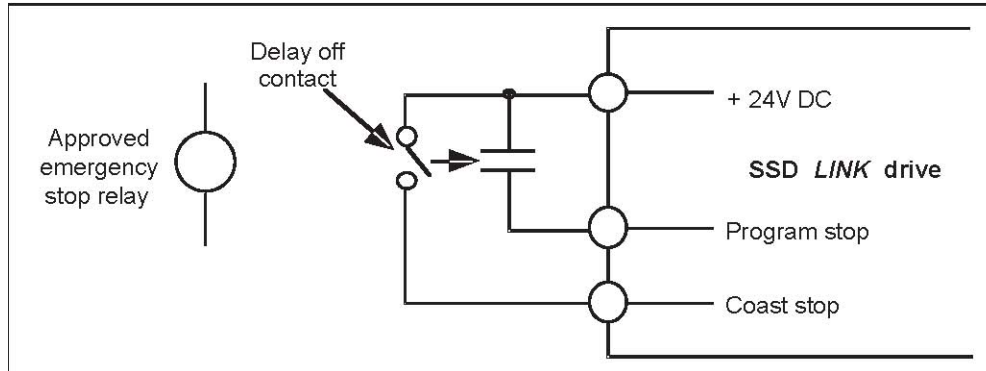 Delay off
contact
Approved
emergency
stop relay
+ 24V DC
SSD LINK drive
Program stop
Coast stop